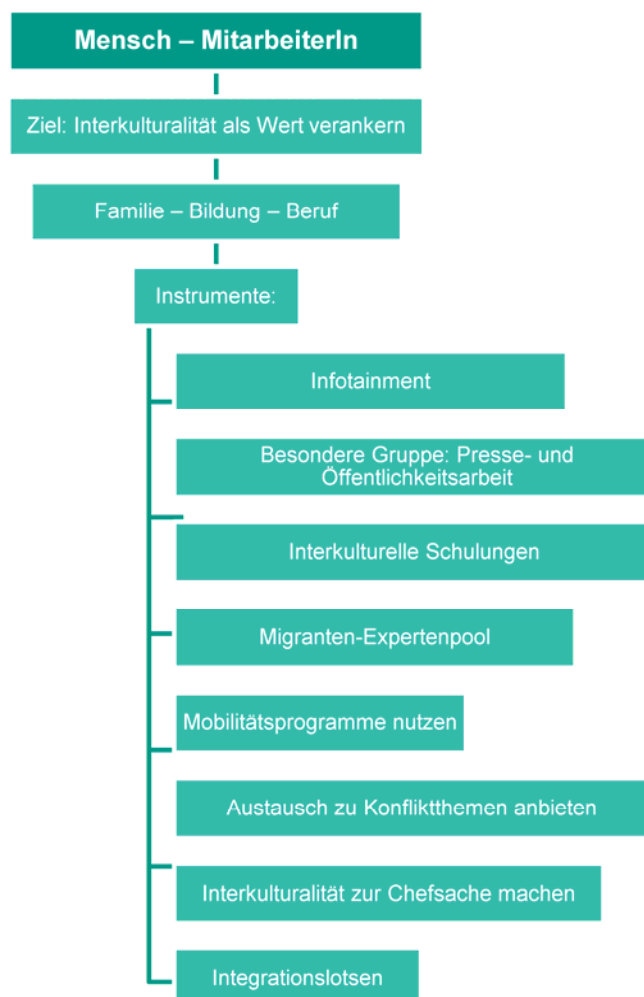 Mensch – MitarbeiterIn
Ziel: Interkulturalität als Wert verankern
Familie – Bildung – Beruf
Instrumente:
Infotainment
Besondere Gruppe: Presse- und
Öffentlichkeitsarbeit
Interkulturelle Schulungen
Migranten-Expertenpool
Mobilitätsprogramme nutzen
Austausch zu Konfliktthemen anbieten
Interkulturalität zur Chefsache machen
Integrationslotsen